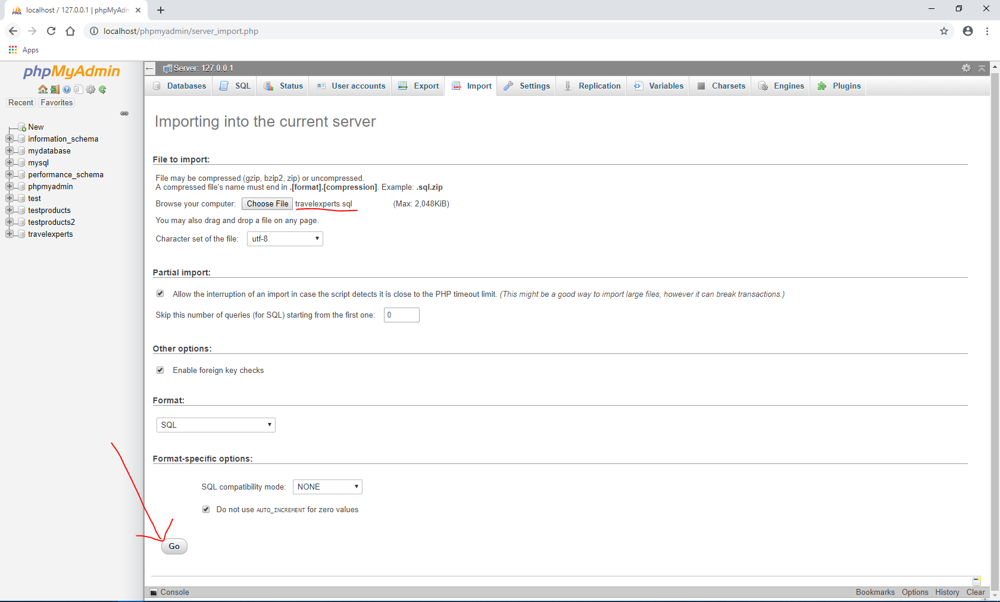 localhost / 127.0.0.1 | phpMyAdm
localhost/phpmyadmin/server_import.php
Apps
phpMyAdmin
Recent Favorites
New
information_schema
mydatabase
mysql
performance_schema
phpmyadmin
test
testproducts
testproducts2
travelexperts
Server: 127.0.0.1
Databases SQL Status User accounts Export Import Settings Replication Variables Charsets Engines Plugins
Importing into the current server
File to import:
File may be compressed (gzip, bzip2, zip) or uncompressed.
A compressed file's name must end in .[format].[compression]. Example: .sql.zip
Browse your computer: Choose File travelexperts.sql (Max: 2,048KiB)
You may also drag and drop a file on any page.
Character set of the file: utf-8
Partial import:
Allow the interruption of an import in case the script detects it is close to the PHP timeout limit. (This might be a good way to import large files, however it can break transactions.)
Skip this number of queries (for SQL) starting from the first one: 0
Other options:
Enable foreign key checks
Format:
SQL
Format-specific options:
SQL compatibility mode: NONE
Do not use AUTO_INCREMENT for zero values
Go
Console
Bookmarks Options History Clear